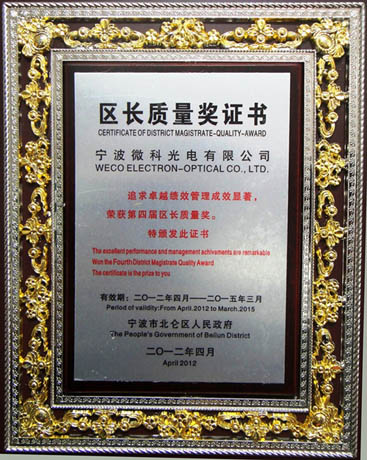 区长质量奖证书
CERTIFICATE OF DISTRICT MAGISTRATE-QUALITY-AWARD
宁波微科光电有限公司
WECO ELECTRON-OPTICAL CO., LTD.
追求卓越绩效管理成效显著，
荣获第四届区长质量奖。
特颁发此证书
The excellent performance and management achivements are remarkable
Won the Fourth District Magistrate Quality Award
The certificate is the prize to you
有效期：二〇一二年四月——二〇一五年三月
Period of validity:From April.2012 to March.2015
宁波市北仑区人民政府
The People's Government of Beilun District
二〇一二年四月
April 2012